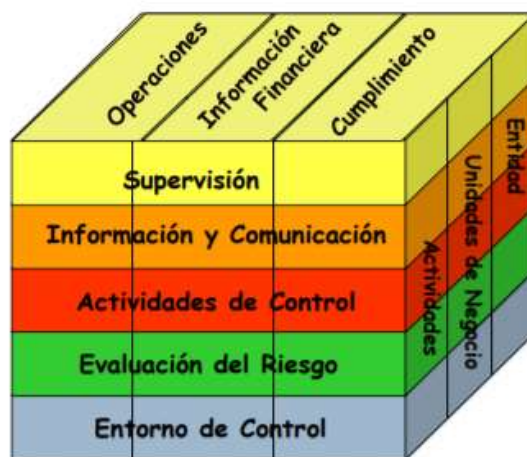 Operaciones
Información
Financiera
Cumplimiento
Supervisión
Información y Comunicación
Actividades de Control
Evaluación del Riesgo
Entorno de Control
Actividades
Unidades de Negocio
Entidad